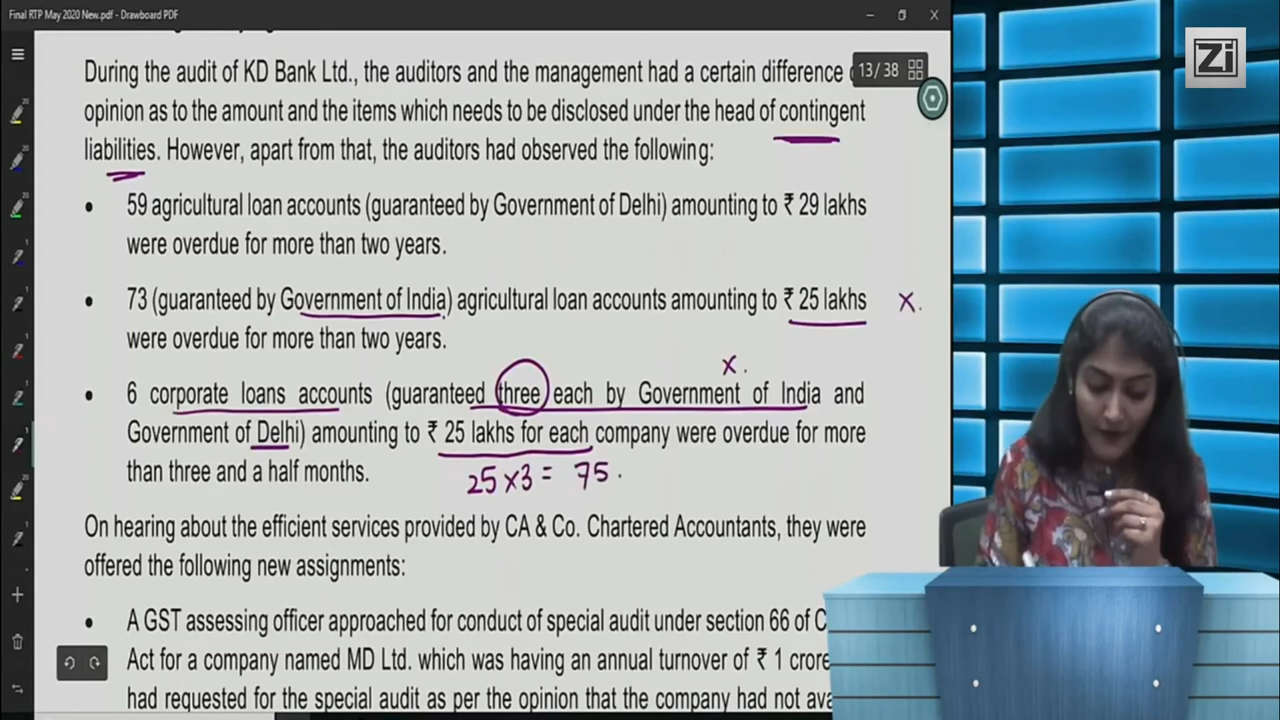 Final RTP May 2020 New.pdf - Drawboard PDF
13 / 38
Zi
During the audit of KD Bank Ltd., the auditors and the management had a certain difference
opinion as to the amount and the items which needs to be disclosed under the head of contingent
liabilities. However, apart from that, the auditors had observed the following:
• 59 agricultural loan accounts (guaranteed by Government of Delhi) amounting to ₹ 29 lakhs
were overdue for more than two years.
• 73 (guaranteed by Government of India) agricultural loan accounts amounting to ₹ 25 lakhs x.
were overdue for more than two years.
x.
• 6 corporate loans accounts (guaranteed three each by Government of India and
Government of Delhi) amounting to ₹ 25 lakhs for each company were overdue for more
than three and a half months.
25 x 3 = 75.
On hearing about the efficient services provided by CA & Co. Chartered Accountants, they were
offered the following new assignments:
• A GST assessing officer approached for conduct of special audit under section 66 of
Act for a company named MD Ltd. which was having an annual turnover of ₹ 1 crore
had requested for the special audit as per the opinion that the company had not